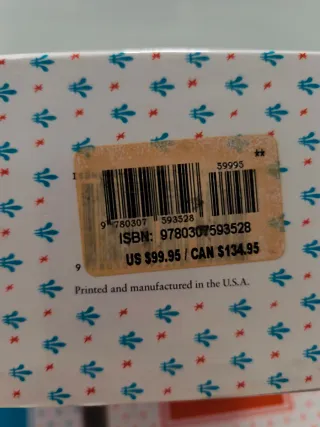 59995
**
9 780307 593528
ISBN: 9780307593528
US $99.95 / CAN $134.95
Printed and manufactured in the U.S.A.